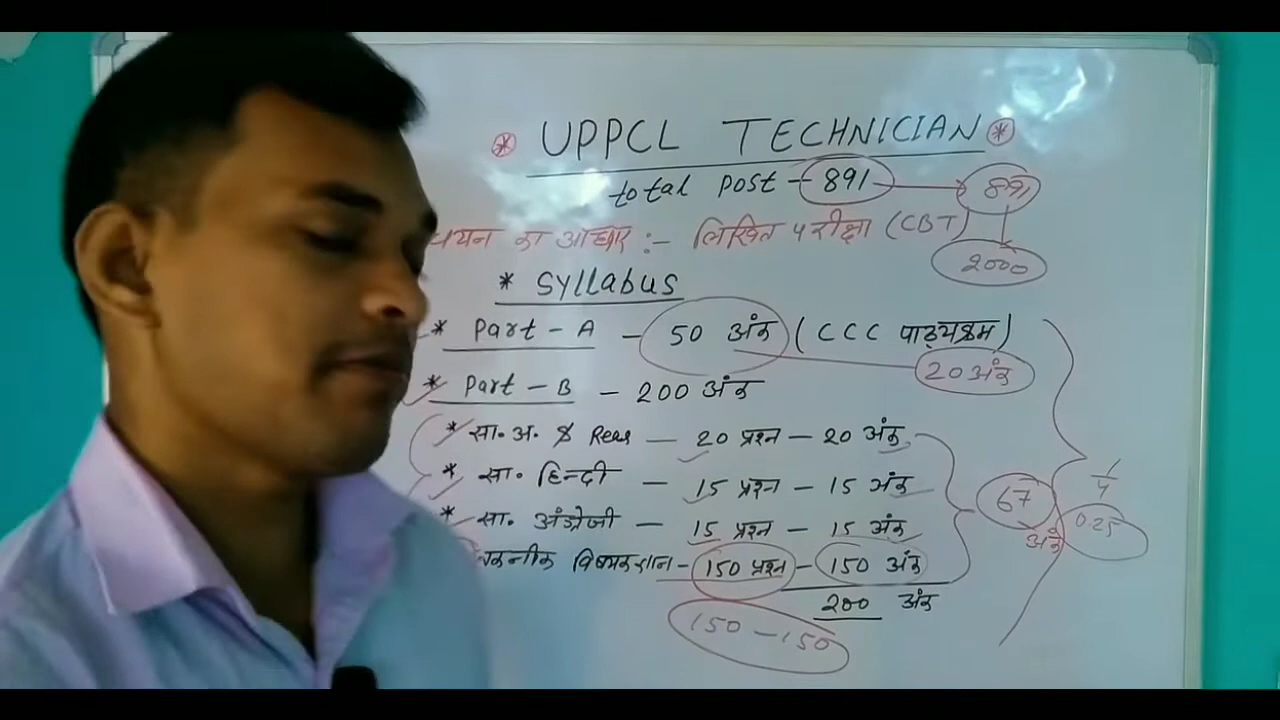 * UPPCL TECHNICIAN *
total post - 891 → 891
चयन का आधार :- लिखित परीक्षा (CBT)
2000
* Syllabus
* Part - A - 50 अंक (CCC पाठ्यक्रम)
20 अंक
* Part - B - 200 अंक
* सा. अ. & Reas - 20 प्रश्न - 20 अंक
* सा. हिन्दी - 15 प्रश्न - 15 अंक
67 अंक
1/4
0.25
* सा. अंग्रेजी - 15 प्रश्न - 15 अंक
- 150 प्रश्न - 150 अंक
200 अंक
150 - 150